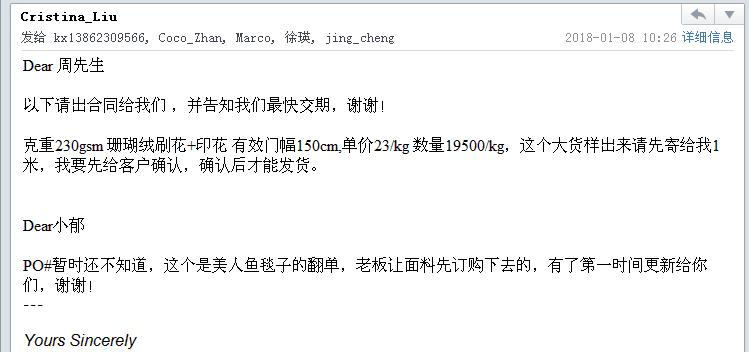 Cristina_Liu
发给 kx13862309566, Coco_Zhan, Marco, 徐瑛, jing_cheng 2018-01-08 10:26 详细信息
Dear 周先生
以下请出合同给我们 ，并告知我们最快交期，谢谢!
克重230gsm 珊瑚绒刷花+印花 有效门幅150cm,单价23/kg 数量19500/kg，这个大货样出来请先寄给我1
米，我要先给客户确认，确认后才能发货。
Dear小郁
PO#暂时还不知道，这个是美人鱼毯子的翻单，老板让面料先订购下去的，有了第一时间更新给你
们，谢谢!
---
Yours Sincerely